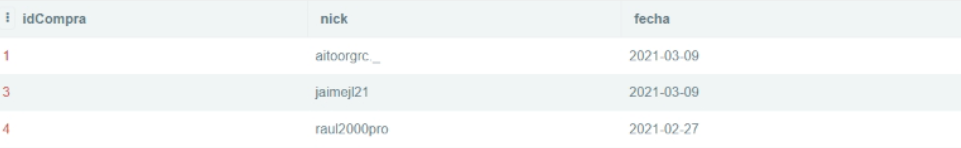 idCompra nick fecha
1 aitoorgrc._ 2021-03-09
3 jaimejl21 2021-03-09
4 raul2000pro 2021-02-27